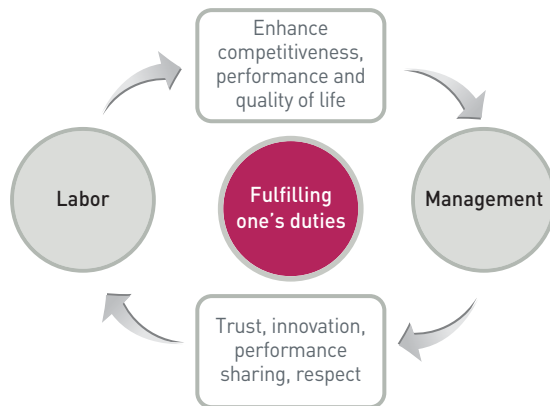 Enhance
competitiveness,
performance and
quality of life
Labor
Fulfilling
one's duties
Management
Trust, innovation,
performance
sharing, respect